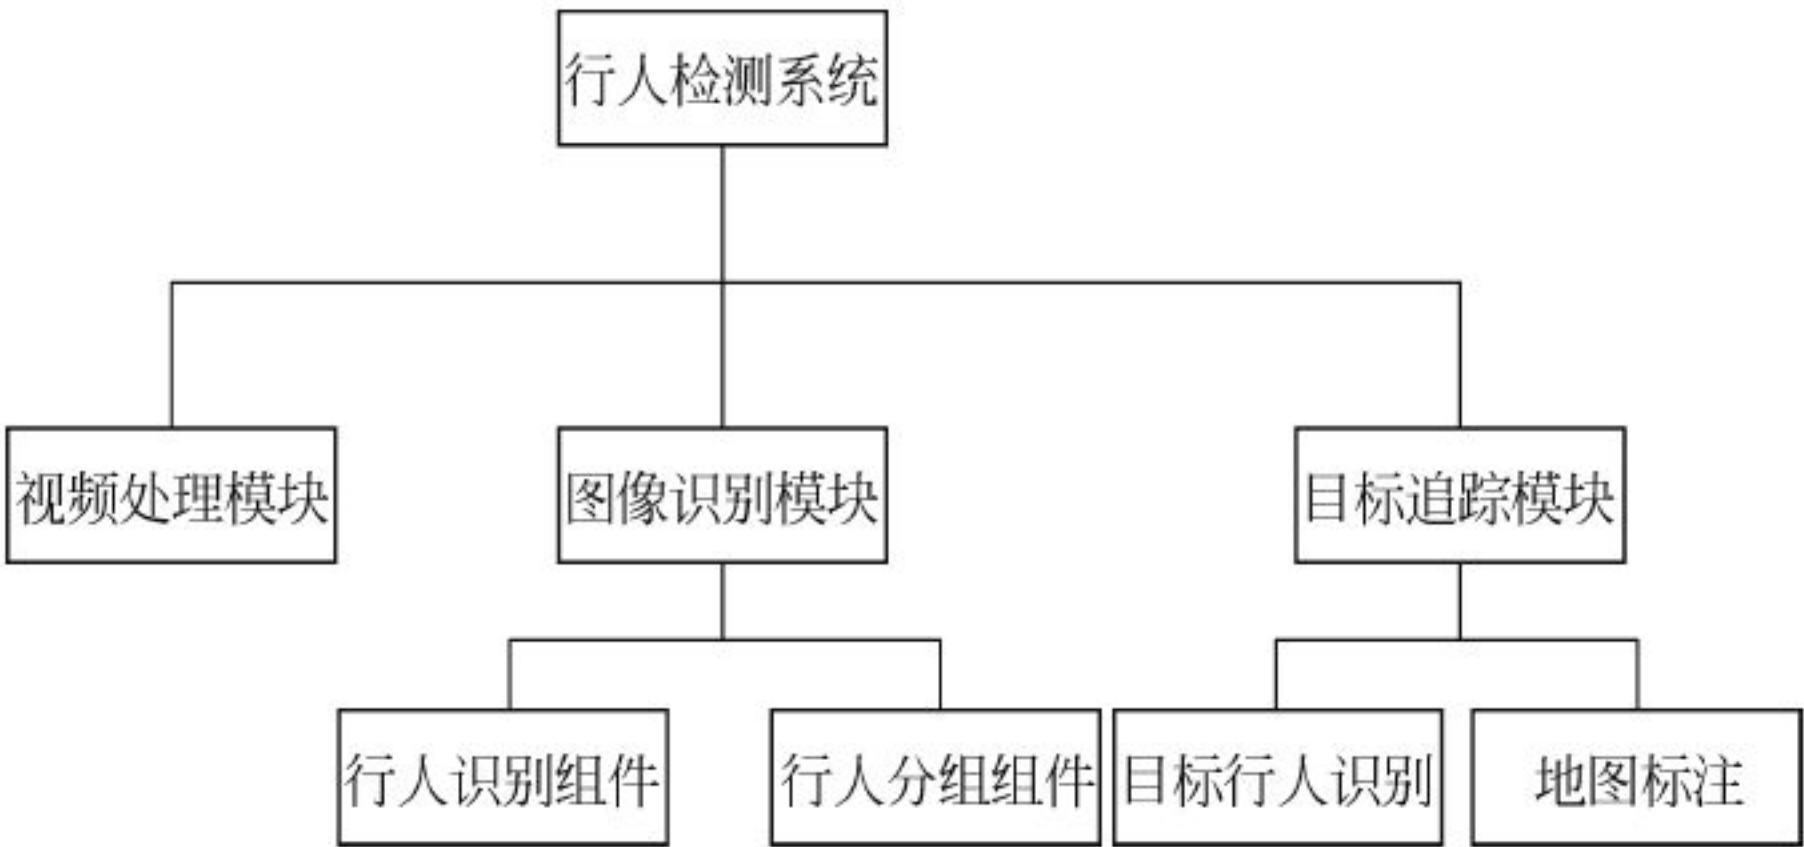 行人检测系统
视频处理模块
图像识别模块
目标追踪模块
行人识别组件
行人分组组件
目标行人识别
地图标注